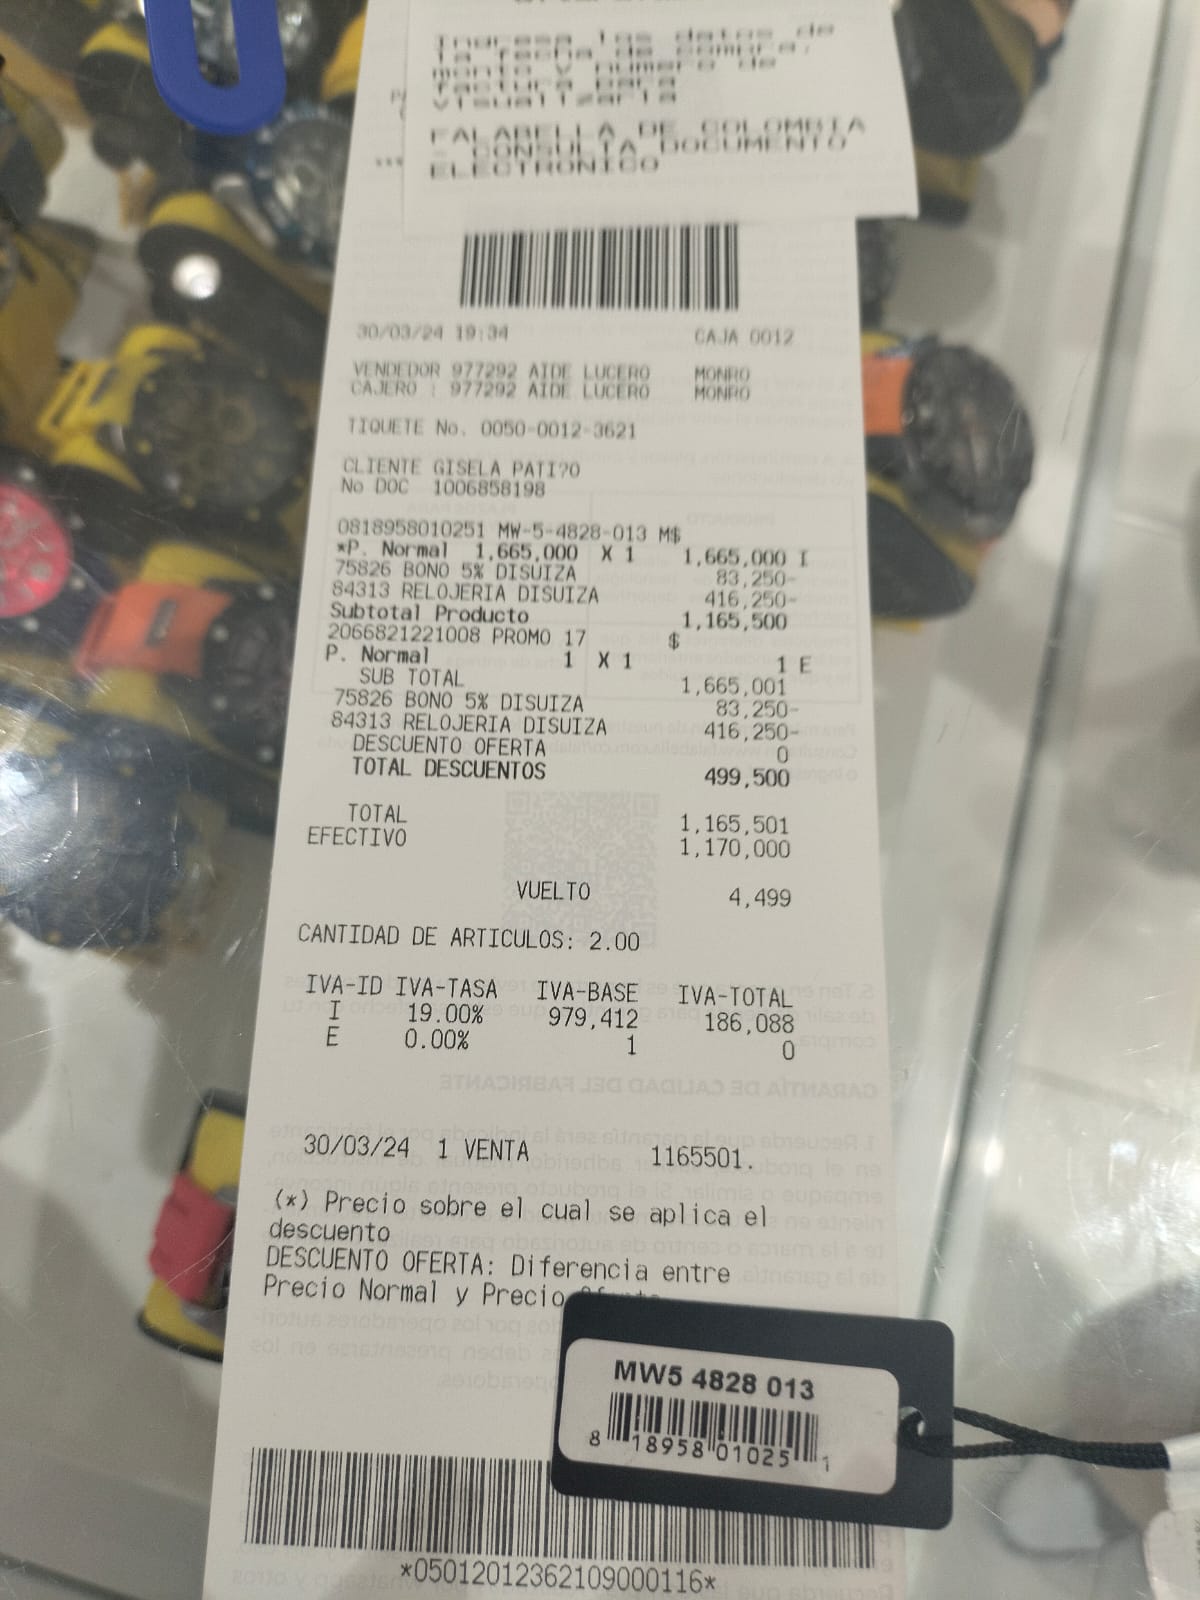 Ingresa los datos de
la fecha de compra,
monto y numero de
factura para
visualizarla
FALABELLA DE COLOMBIA
- CONSULTA DOCUMENTO
ELECTRONICO
***
30/03/24 19:34 CAJA 0012
VENDEDOR 977292 AIDE LUCERO MONRO
CAJERO : 977292 AIDE LUCERO MONRO
TIQUETE No. 0050-0012-3621
CLIENTE GISELA PATI?O
No DOC 1006858198
0818958010251 MW-5-4828-013 M$
*P. Normal 1,665,000 X 1 1,665,000 I
75826 BONO 5% DISUIZA 83,250-
84313 RELOJERIA DISUIZA 416,250-
Subtotal Producto 1,165,500
2066821221008 PROMO 17 $
P. Normal 1 X 1 1 E
SUB TOTAL 1,665,001
75826 BONO 5% DISUIZA 83,250-
84313 RELOJERIA DISUIZA 416,250-
DESCUENTO OFERTA 0
TOTAL DESCUENTOS 499,500
TOTAL 1,165,501
EFECTIVO 1,170,000
VUELTO 4,499
CANTIDAD DE ARTICULOS: 2.00
IVA-ID IVA-TASA IVA-BASE IVA-TOTAL
I 19.00% 979,412 186,088
E 0.00% 1 0
30/03/24 1 VENTA 1165501.
(*) Precio sobre el cual se aplica el
descuento
DESCUENTO OFERTA: Diferencia entre
Precio Normal y Precio
MW5 4828 013
8 18958 01025 1
*05012012362109000116*